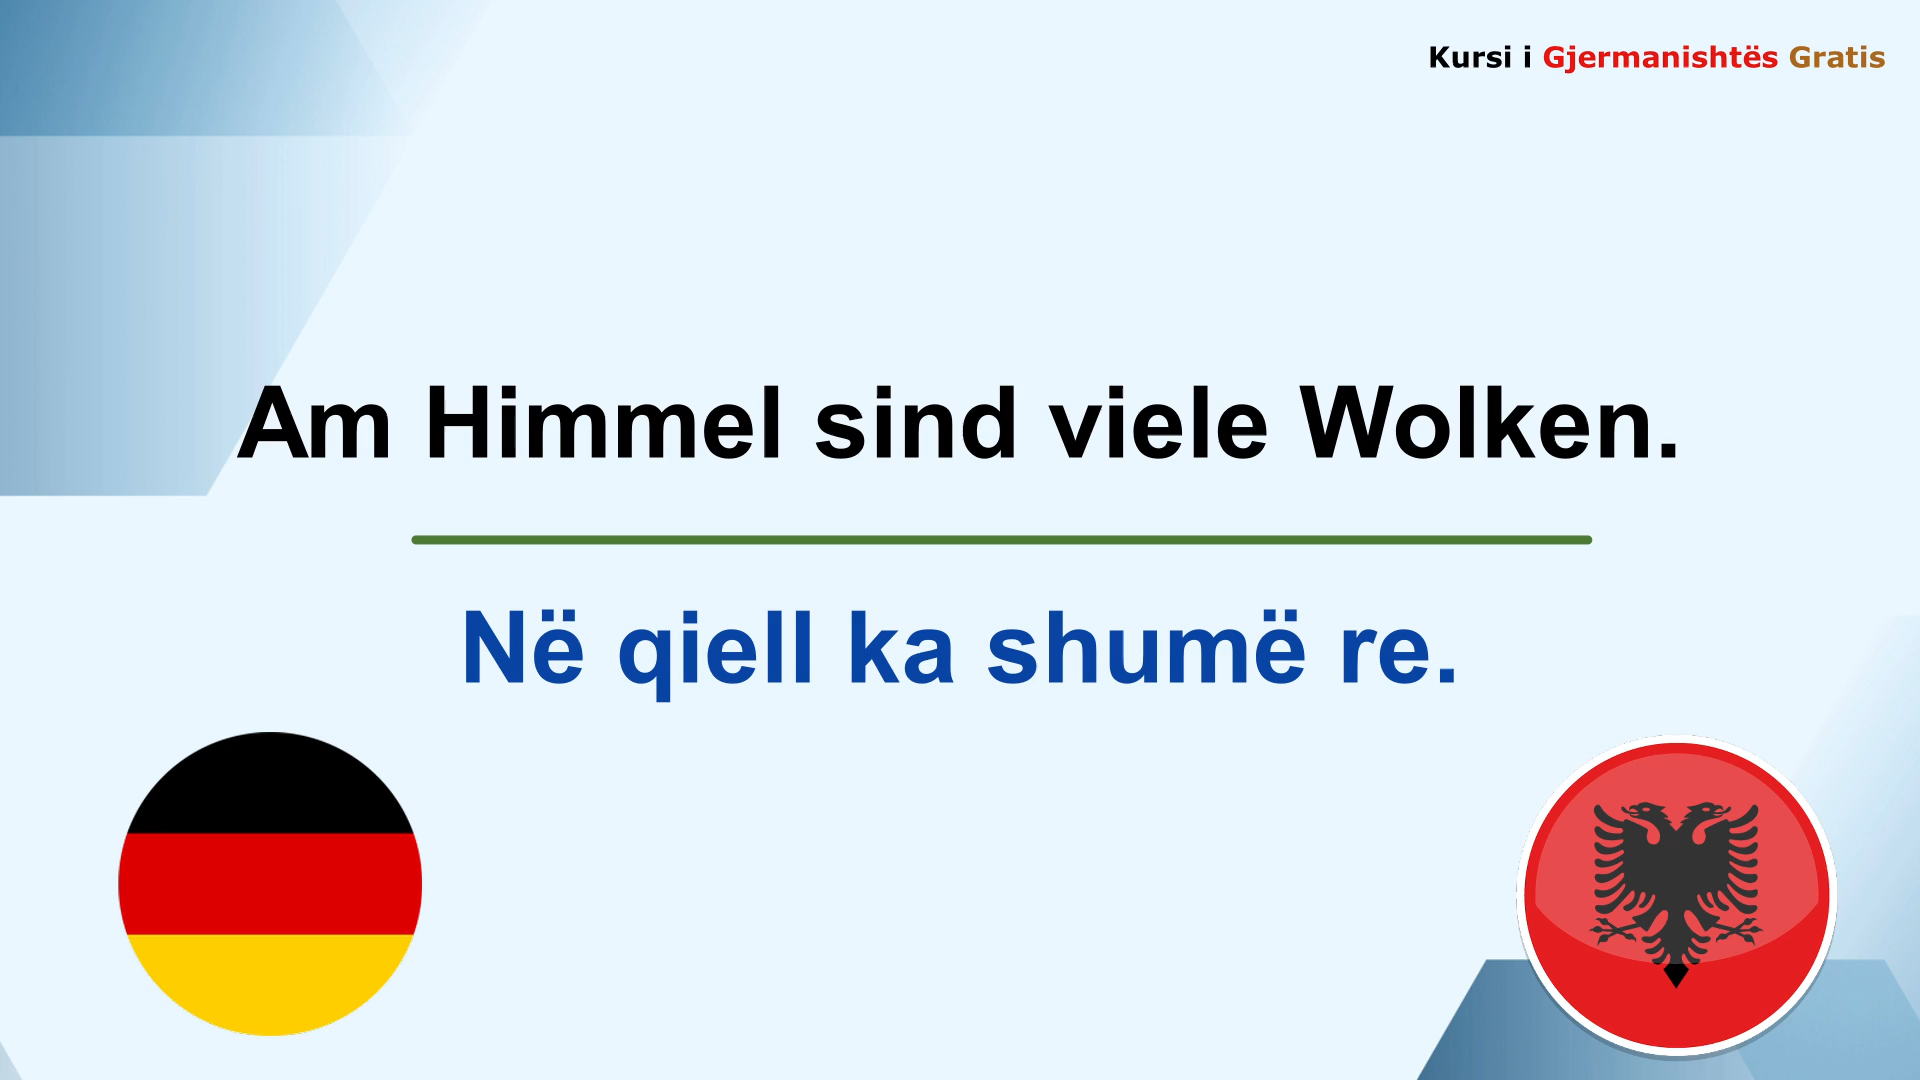 Kursi i Gjermanishtës Gratis
Am Himmel sind viele Wolken.
Në qiell ka shumë re.